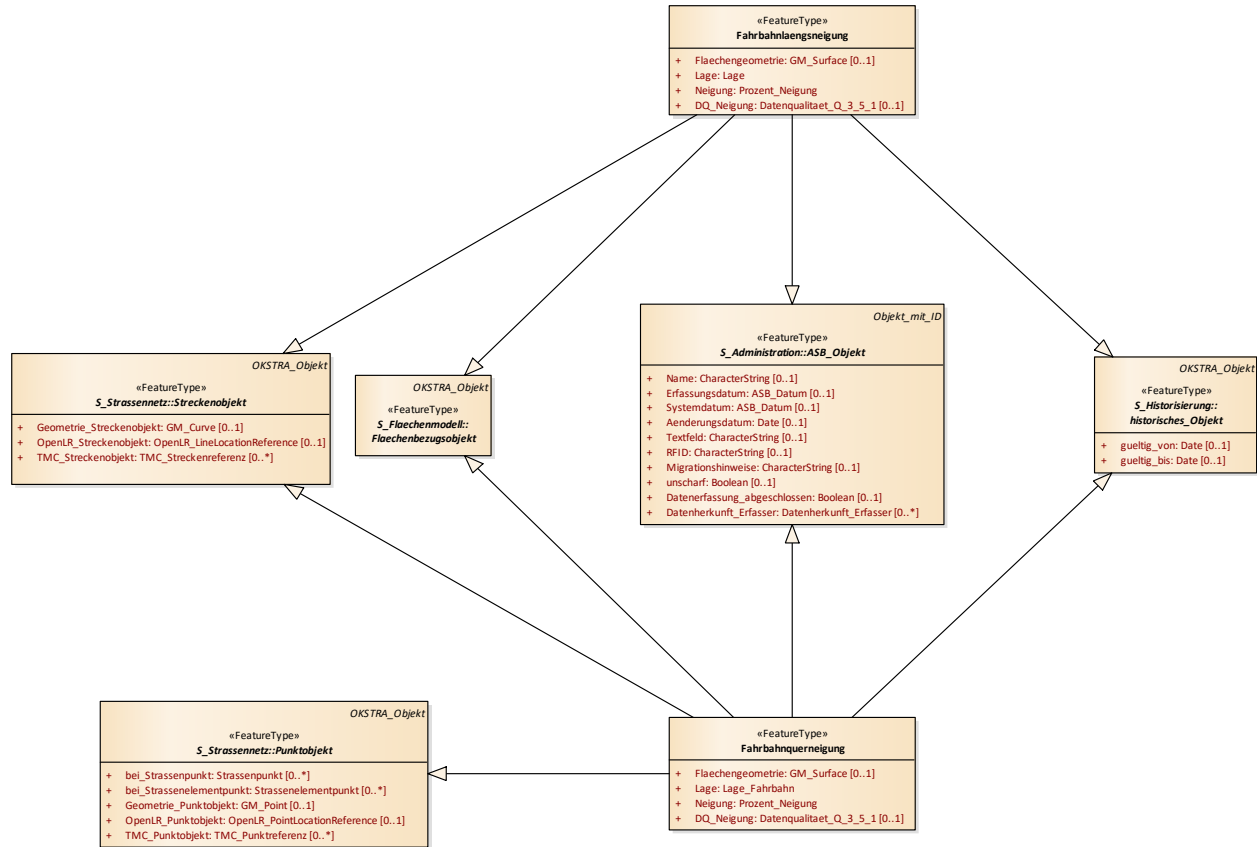 «FeatureType»
Fahrbahnlaengsneigung
+ Flaechengeometrie: GM_Surface [0..1]
+ Lage: Lage
+ Neigung: Prozent_Neigung
+ DQ_Neigung: Datenqualitaet_Q_3_5_1 [0..1]
OKSTRA_Objekt
«FeatureType»
S_Strassennetz::Streckenobjekt
+ Geometrie_Streckenobjekt: GM_Curve [0..1]
+ OpenLR_Streckenobjekt: OpenLR_LineLocationReference [0..1]
+ TMC_Streckenobjekt: TMC_Streckenreferenz [0..*]
OKSTRA_Objekt
«FeatureType»
S_Flaechenmodell::
Flaechenbezugsobjekt
Objekt_mit_ID
«FeatureType»
S_Administration::ASB_Objekt
+ Name: CharacterString [0..1]
+ Erfassungsdatum: ASB_Datum [0..1]
+ Systemdatum: ASB_Datum [0..1]
+ Aenderungsdatum: Date [0..1]
+ Textfeld: CharacterString [0..1]
+ RFID: CharacterString [0..1]
+ Migrationshinweise: CharacterString [0..1]
+ unscharf: Boolean [0..1]
+ Datenerfassung_abgeschlossen: Boolean [0..1]
+ Datenherkunft_Erfasser: Datenherkunft_Erfasser [0..*]
OKSTRA_Objekt
«FeatureType»
S_Historisierung::
historisches_Objekt
+ gueltig_von: Date [0..1]
+ gueltig_bis: Date [0..1]
OKSTRA_Objekt
«FeatureType»
S_Strassennetz::Punktobjekt
+ bei_Strassenpunkt: Strassenpunkt [0..*]
+ bei_Strassenelementpunkt: Strassenelementpunkt [0..*]
+ Geometrie_Punktobjekt: GM_Point [0..1]
+ OpenLR_Punktobjekt: OpenLR_PointLocationReference [0..1]
+ TMC_Punktobjekt: TMC_Punktreferenz [0..*]
«FeatureType»
Fahrbahnquerneigung
+ Flaechengeometrie: GM_Surface [0..1]
+ Lage: Lage_Fahrbahn
+ Neigung: Prozent_Neigung
+ DQ_Neigung: Datenqualitaet_Q_3_5_1 [0..1]